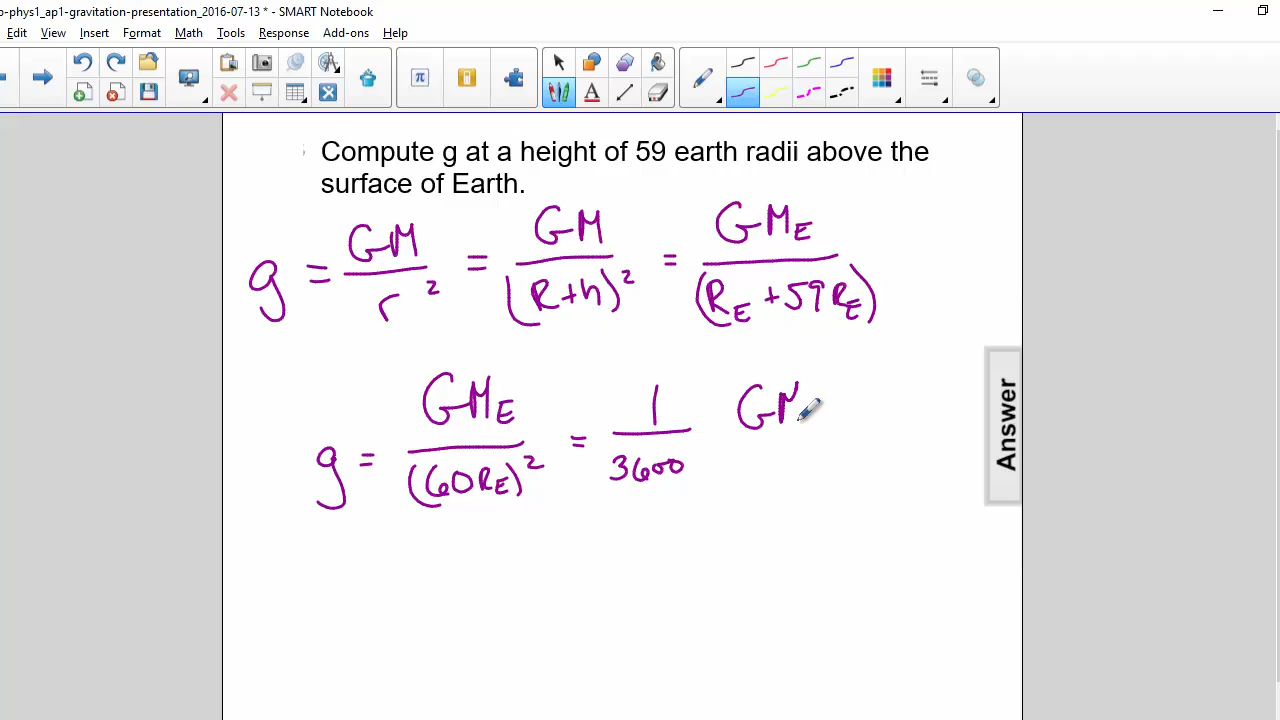 o-phys1_ap1-gravitation-presentation_2016-07-13 * - SMART Notebook
Edit View Insert Format Math Tools Response Add-ons Help
π
A
Compute g at a height of 59 earth radii above the
surface of Earth.
g = GM / r² = GM / (R+h)² = GM_E / (R_E + 59R_E)
g = GM_E / (60R_E)² = 1 / 3600 GM
Answer